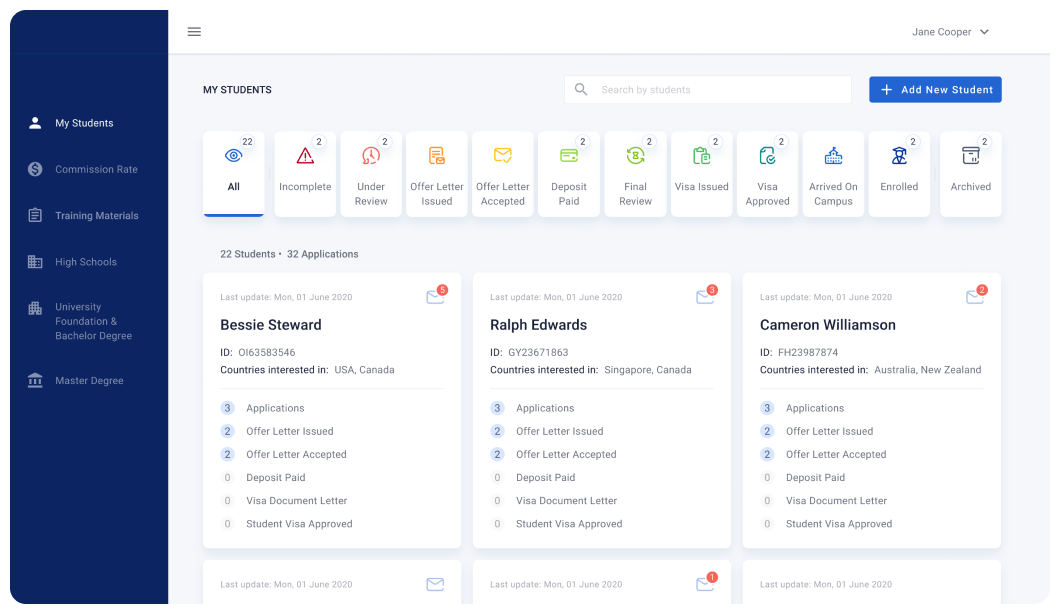 Jane Cooper
My Students
Commission Rate
Training Materials
High Schools
University
Foundation &
Bachelor Degree
Master Degree
MY STUDENTS
Search by students
+ Add New Student
22
All
2
Incomplete
2
Under
Review
Offer Letter
Issued
Offer Letter
Accepted
2
Deposit
Paid
2
Final
Review
2
Visa Issued
2
Visa
Approved
Arrived On
Campus
2
Enrolled
2
Archived
22 Students • 32 Applications
Last update: Mon, 01 June 2020
5
Bessie Steward
ID: OI63583546
Countries interested in: USA, Canada
3 Applications
2 Offer Letter Issued
2 Offer Letter Accepted
0 Deposit Paid
0 Visa Document Letter
0 Student Visa Approved
Last update: Mon, 01 June 2020
3
Ralph Edwards
ID: GY23671863
Countries interested in: Singapore, Canada
3 Applications
2 Offer Letter Issued
2 Offer Letter Accepted
0 Deposit Paid
0 Visa Document Letter
0 Student Visa Approved
Last update: Mon, 01 June 2020
2
Cameron Williamson
ID: FH23987874
Countries interested in: Australia, New Zealand
3 Applications
2 Offer Letter Issued
2 Offer Letter Accepted
0 Deposit Paid
0 Visa Document Letter
0 Student Visa Approved
Last update: Mon, 01 June 2020
Last update: Mon, 01 June 2020
1
Last update: Mon, 01 June 2020